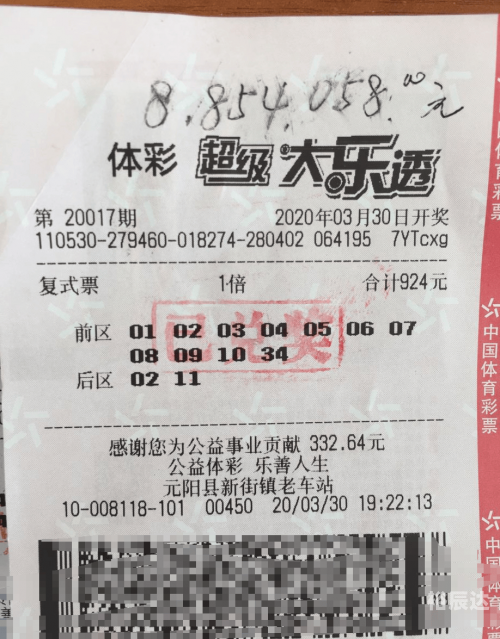 8.854.058.00元
体彩 超级大乐透
第 20017期 2020年03月30日开奖
110530-279460-018274-280402 064195 7YTcxg
复式票 1倍 合计924元
已兑奖
前区 01 02 03 04 05 06 07
08 09 10 34
后区 02 11
感谢您为公益事业贡献 332.64元
公益体彩 乐善人生
元阳县新街镇老车站
10-008118-101 00450 20/03/30 19:22:13
中国体育彩票